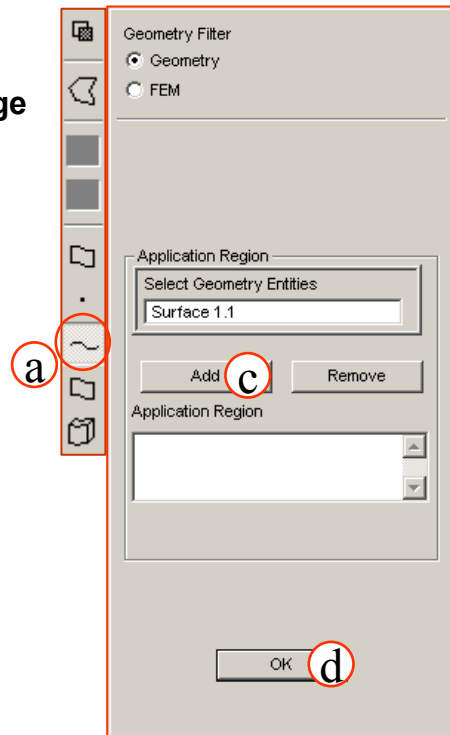 ge
Geometry Filter
Geometry
FEM
Application Region
Select Geometry Entities
Surface 1.1
a
Add c Remove
Application Region
OK d